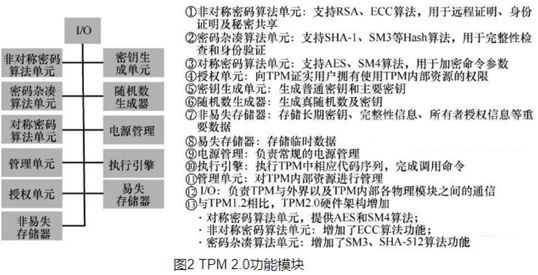 I/O
非对称密码
算法单元
密钥生
成单元
密码杂凑
算法单元
随机数
生成器
对称密码
算法单元
电源管理
管理单元
执行引擎
授权单元
易失
存储器
非易失
存储器
①非对称密码算法单元：支持RSA、ECC算法，用于远程证明、身份
证明及秘密共享
②密码杂凑算法单元：支持SHA-1、SM3等Hash算法，用于完整性检
查和身份验证
③对称密码算法单元：支持AES、SM4算法，用于加密命令参数
④授权单元：向TPM证实用户拥有使用TPM内部资源的权限
⑤密钥生成单元：生成普通密钥和主要密钥
⑥随机数生成器：生成真随机数及密钥
⑦非易失存储器：存储长期密钥、完整性信息、所有者授权信息等重
要数据
⑧易失存储器：存储临时数据
⑨电源管理：负责常规的电源管理
⑩执行引擎：执行TPM中相应代码序列，完成调用命令
⑪管理单元：对TPM内部资源进行管理
⑫I/O：负责TPM与外界以及TPM内部各物理模块之间的通信
⑬与TPM1.2相比，TPM2.0硬件架构增加
·对称密码算法单元，提供AES和SM4算法；
·非对称密码算法单元：增加了ECC算法功能；
·密码杂凑算法单元：增加了SM3、SHA-512算法功能
图2 TPM 2.0功能模块